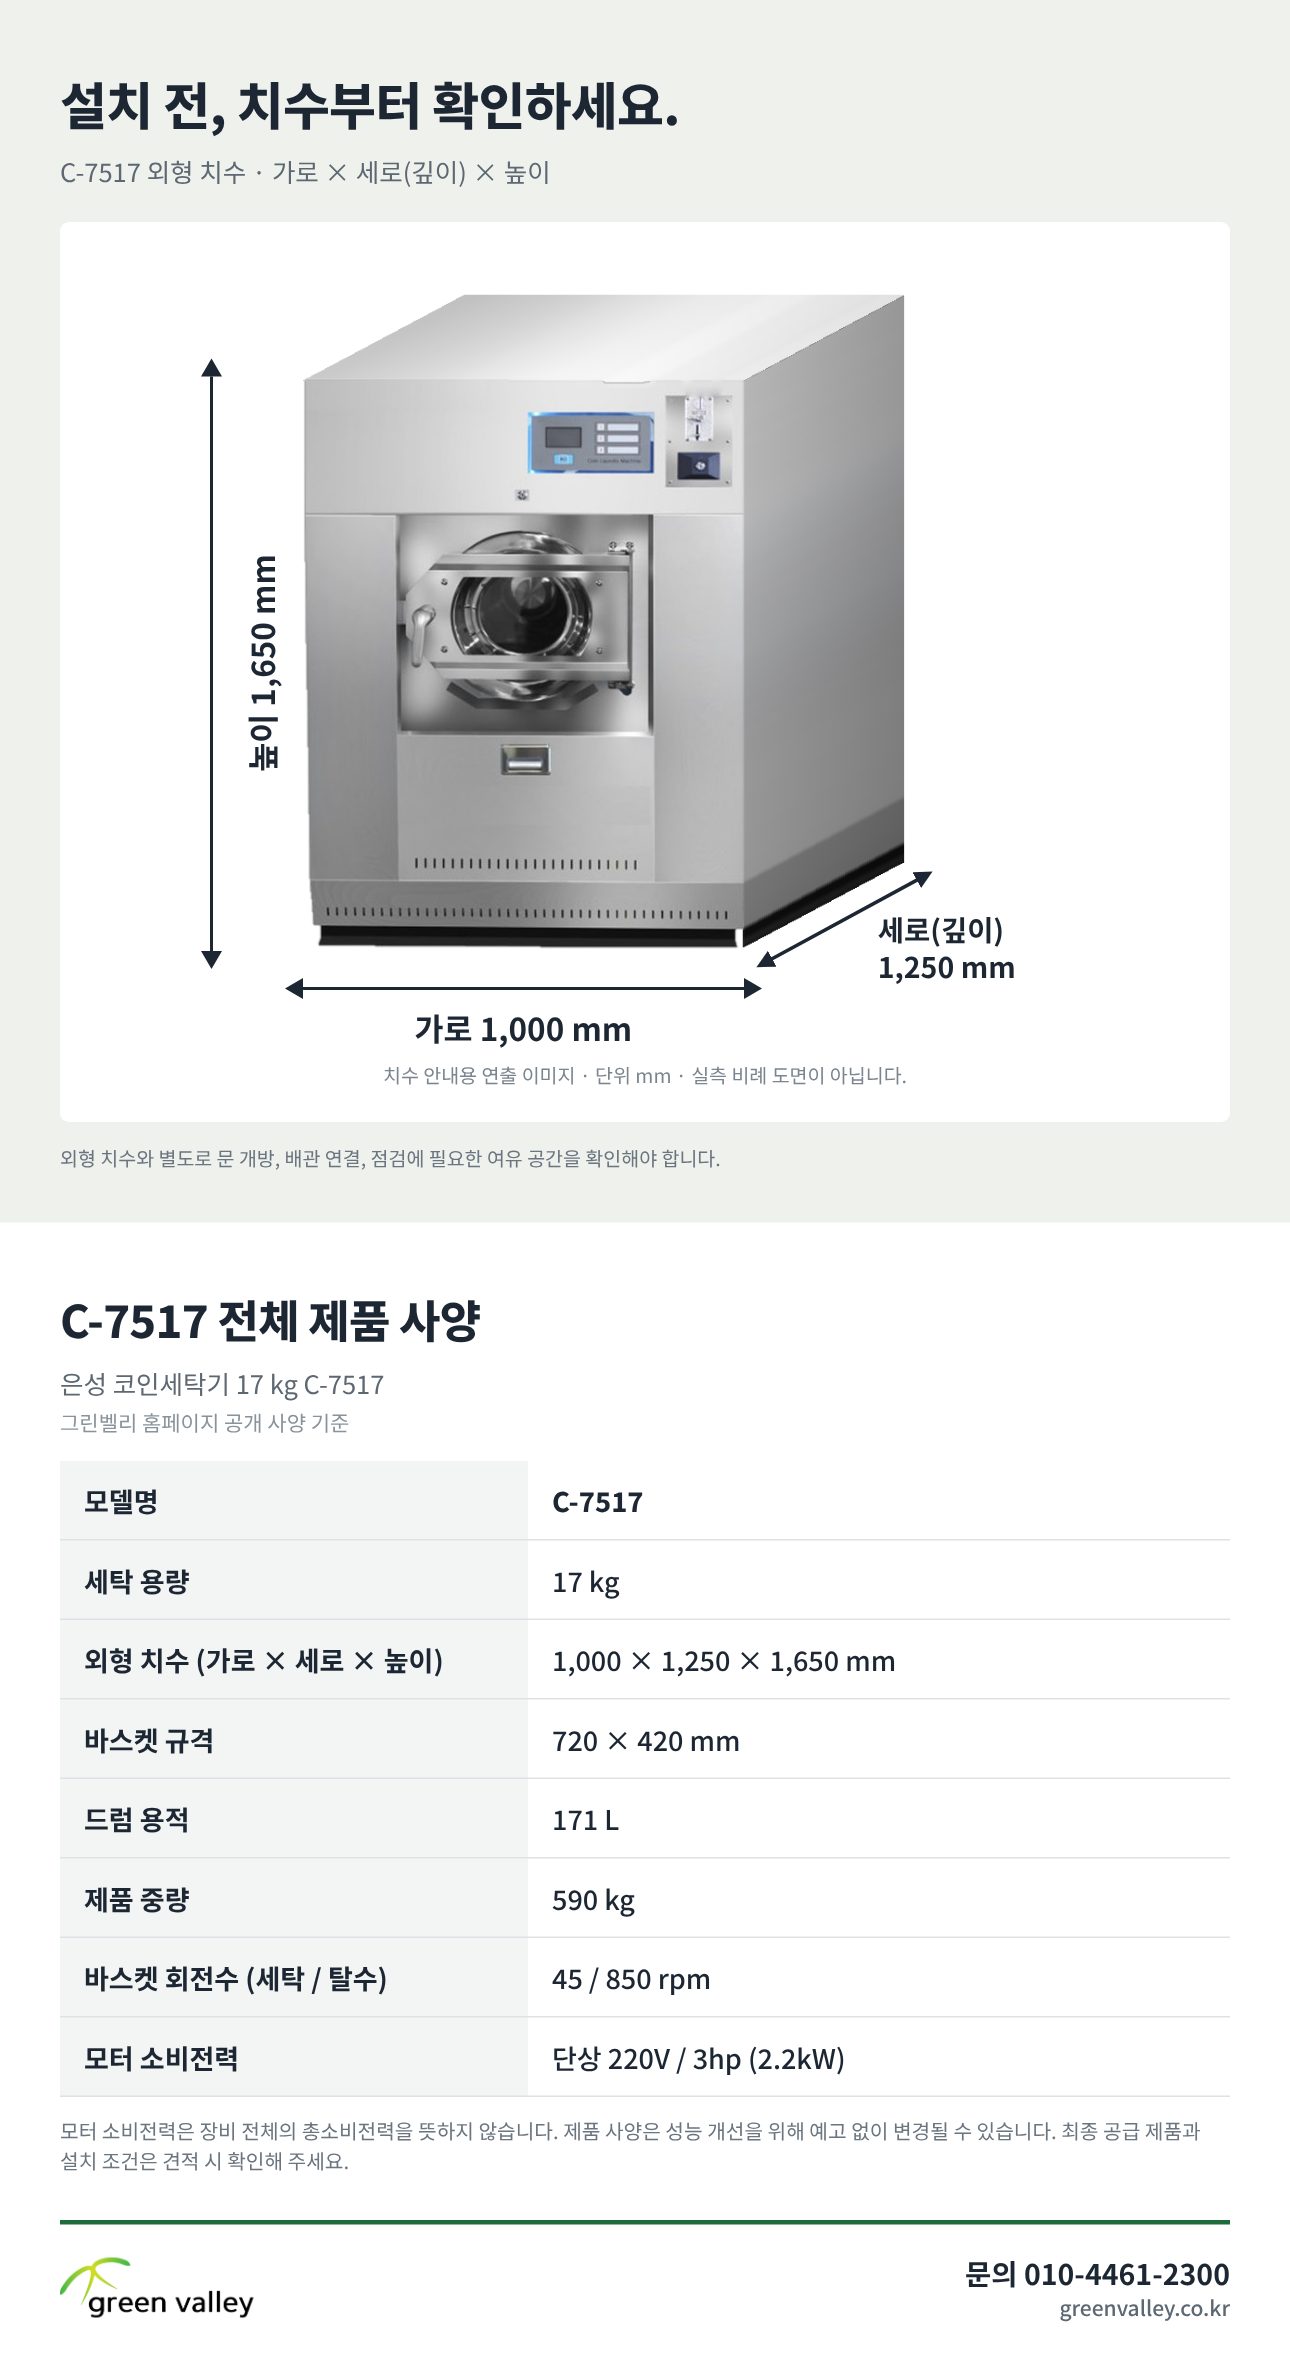 설치 전, 치수부터 확인하세요.
C-7517 외형 치수 · 가로 × 세로(깊이) × 높이
높이 1,650 mm
세로(깊이)
1,250 mm
가로 1,000 mm
치수 안내용 연출 이미지 · 단위 mm · 실측 비례 도면이 아닙니다.
외형 치수와 별도로 문 개방, 배관 연결, 점검에 필요한 여유 공간을 확인해야 합니다.
C-7517 전체 제품 사양
은성 코인세탁기 17 kg C-7517
그린벨리 홈페이지 공개 사양 기준
모델명 C-7517
세탁 용량 17 kg
외형 치수 (가로 × 세로 × 높이) 1,000 × 1,250 × 1,650 mm
바스켓 규격 720 × 420 mm
드럼 용적 171 L
제품 중량 590 kg
바스켓 회전수 (세탁 / 탈수) 45 / 850 rpm
모터 소비전력 단상 220V / 3hp (2.2kW)
모터 소비전력은 장비 전체의 총소비전력을 뜻하지 않습니다. 제품 사양은 성능 개선을 위해 예고 없이 변경될 수 있습니다. 최종 공급 제품과
설치 조건은 견적 시 확인해 주세요.
green valley
문의 010-4461-2300
greenvalley.co.kr